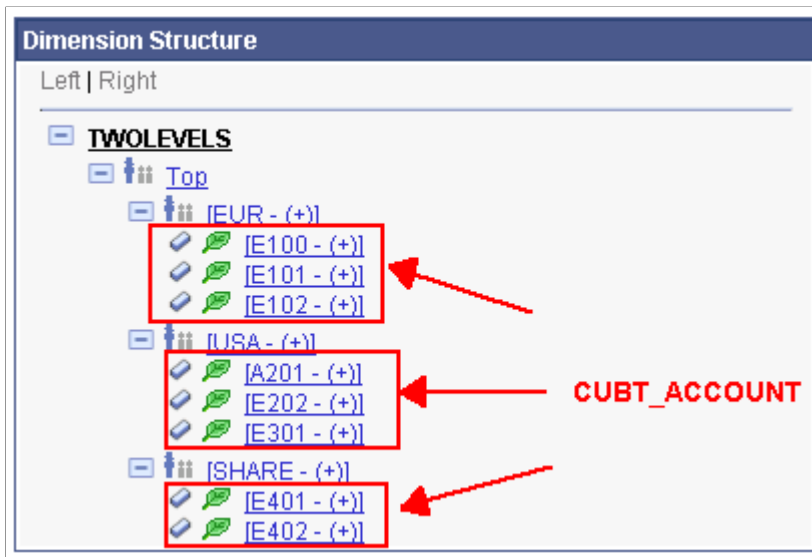 Dimension Structure
Left | Right
TWOLEVELS
Top
[EUR - (+)]
[E100 - (+)]
[E101 - (+)]
[E102 - (+)]
[USA - (+)]
[A201 - (+)]
[E202 - (+)]
[E301 - (+)]
CUBT_ACCOUNT
[SHARE - (+)]
[E401 - (+)]
[E402 - (+)]